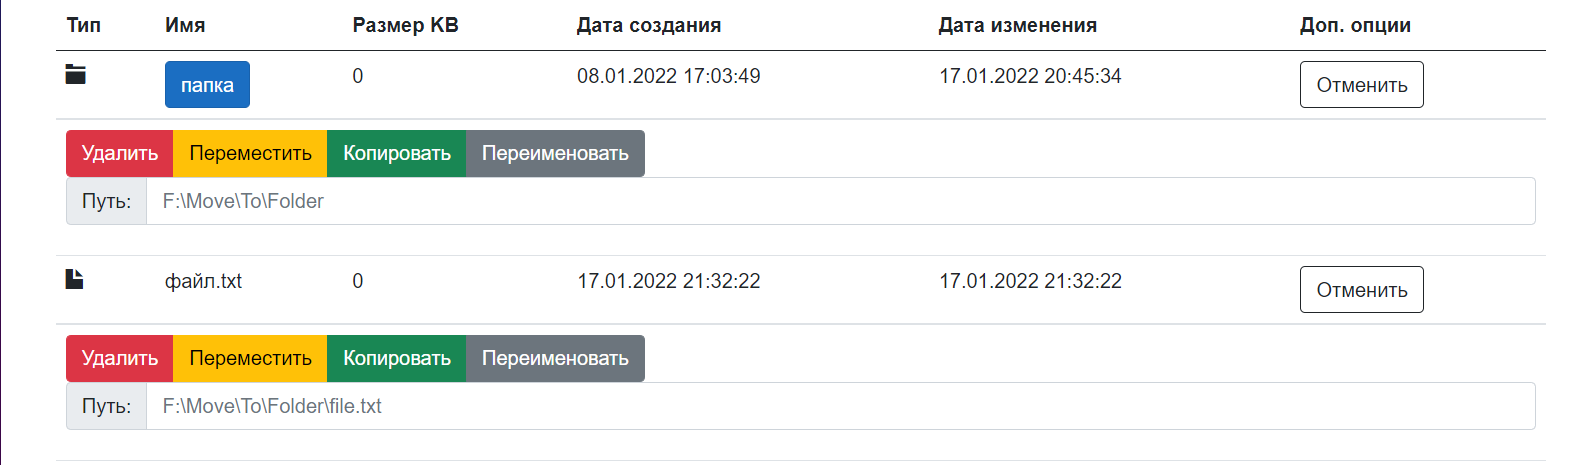 Тип Имя Размер KB Дата создания Дата изменения Доп. опции
папка 0 08.01.2022 17:03:49 17.01.2022 20:45:34 Отменить
Удалить Переместить Копировать Переименовать
Путь: F:\Move\To\Folder
файл.txt 0 17.01.2022 21:32:22 17.01.2022 21:32:22 Отменить
Удалить Переместить Копировать Переименовать
Путь: F:\Move\To\Folder\file.txt